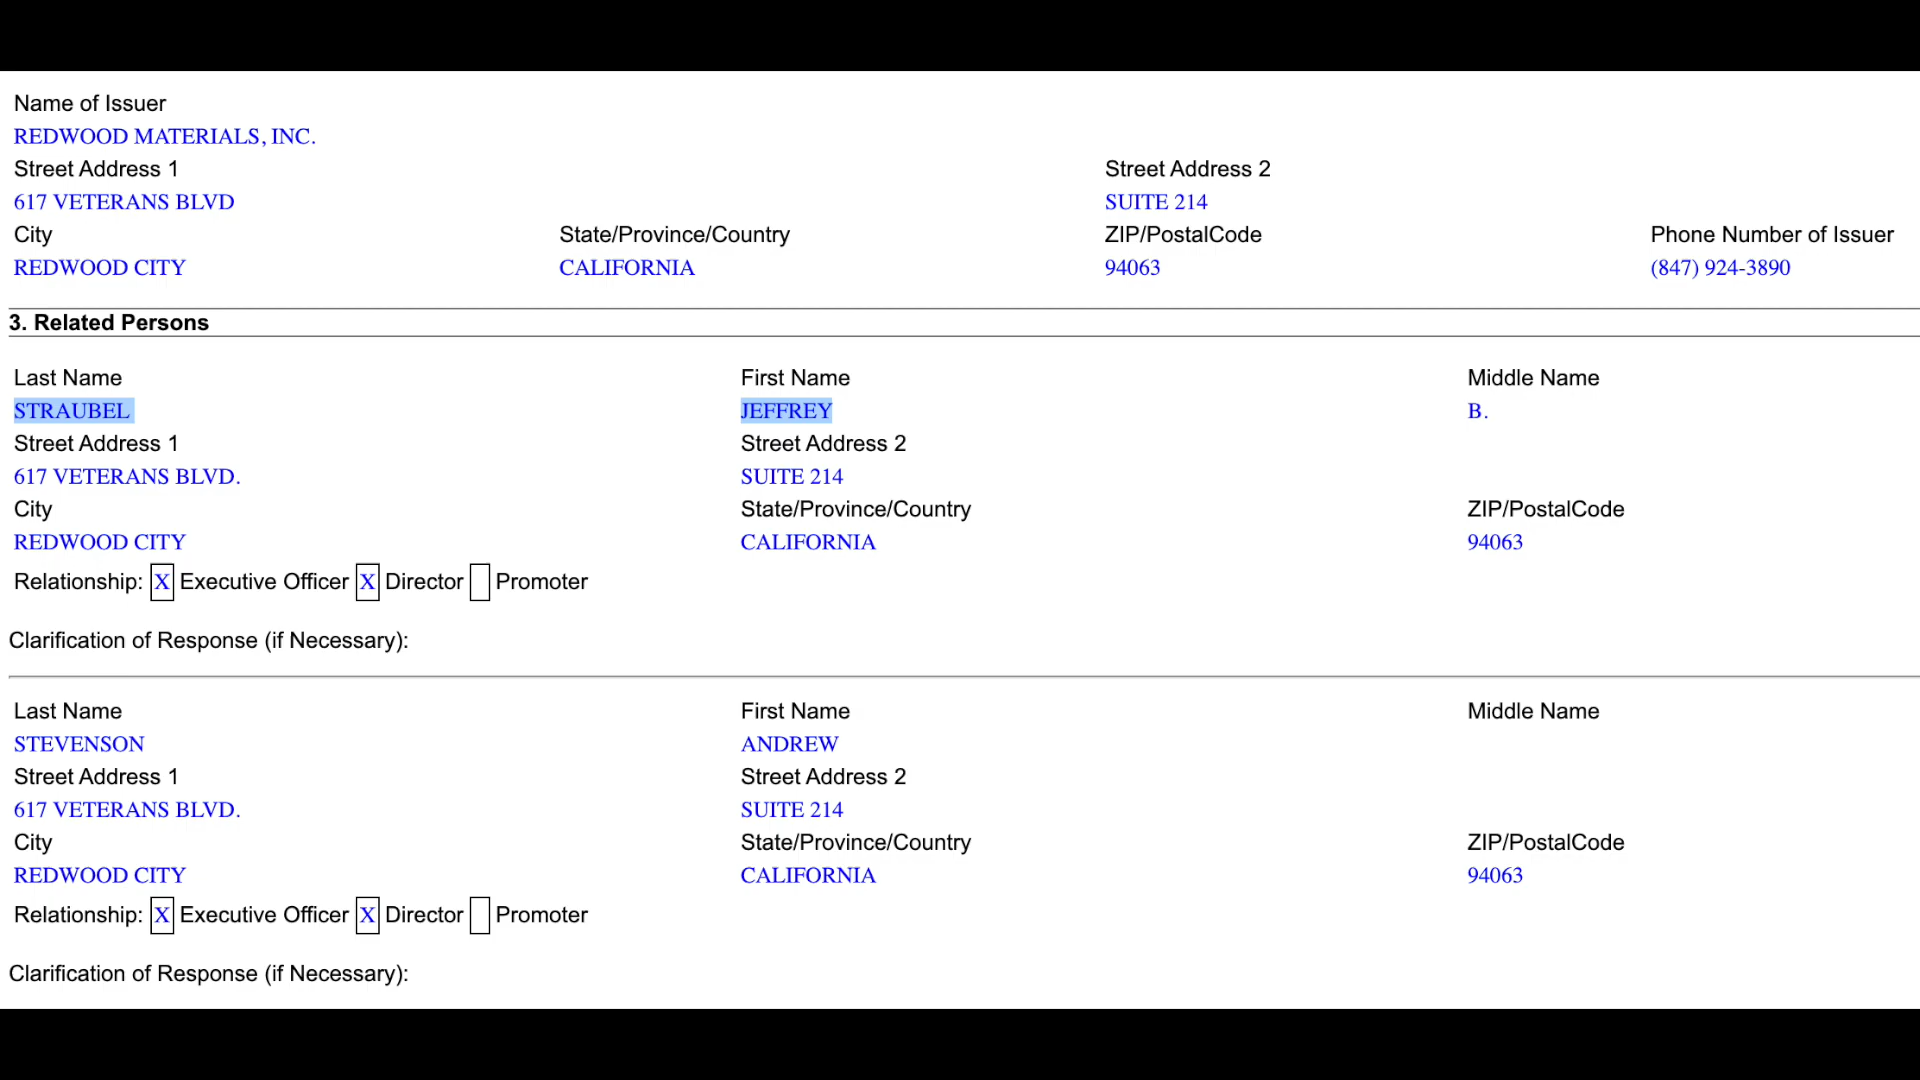 Name of Issuer
REDWOOD MATERIALS, INC.
Street Address 1 Street Address 2
617 VETERANS BLVD SUITE 214
City State/Province/Country ZIP/PostalCode Phone Number of Issuer
REDWOOD CITY CALIFORNIA 94063 (847) 924-3890
3. Related Persons
Last Name First Name Middle Name
STRAUBEL JEFFREY B.
Street Address 1 Street Address 2
617 VETERANS BLVD. SUITE 214
City State/Province/Country ZIP/PostalCode
REDWOOD CITY CALIFORNIA 94063
Relationship: X Executive Officer X Director Promoter
Clarification of Response (if Necessary):
Last Name First Name Middle Name
STEVENSON ANDREW
Street Address 1 Street Address 2
617 VETERANS BLVD. SUITE 214
City State/Province/Country ZIP/PostalCode
REDWOOD CITY CALIFORNIA 94063
Relationship: X Executive Officer X Director Promoter
Clarification of Response (if Necessary):